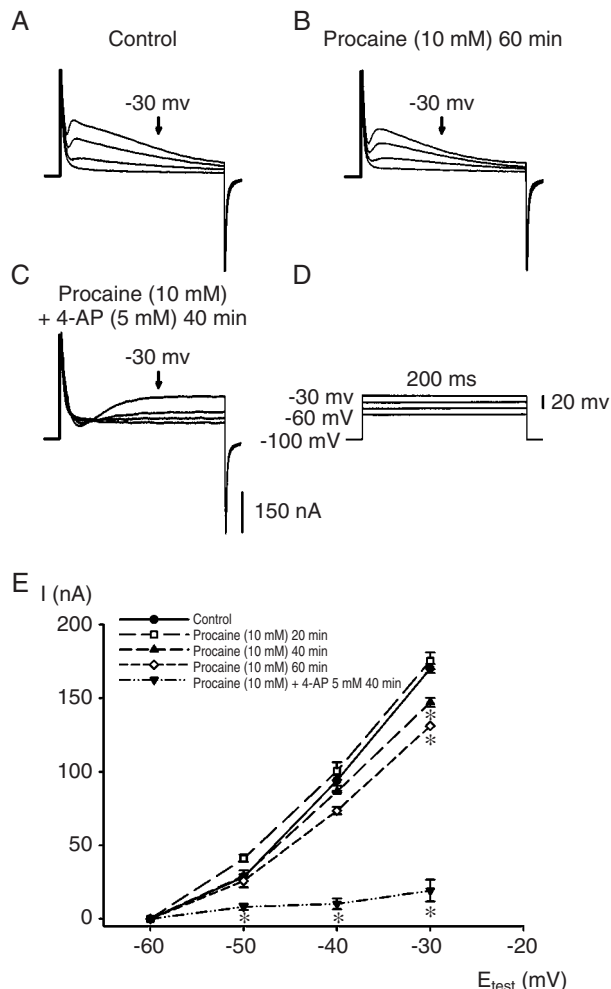 A
Control
-30 mv
B
Procaine (10 mM) 60 min
-30 mv
C
Procaine (10 mM)
+ 4-AP (5 mM) 40 min
-30 mv
150 nA
D
200 ms
-30 mv
-60 mV
-100 mV
20 mv
E
I (nA)
Control
Procaine (10 mM) 20 min
Procaine (10 mM) 40 min
Procaine (10 mM) 60 min
Procaine (10 mM) + 4-AP 5 mM 40 min
200
150
100
50
0
* * * * *
-60 -50 -40 -30 -20
Etest (mV)